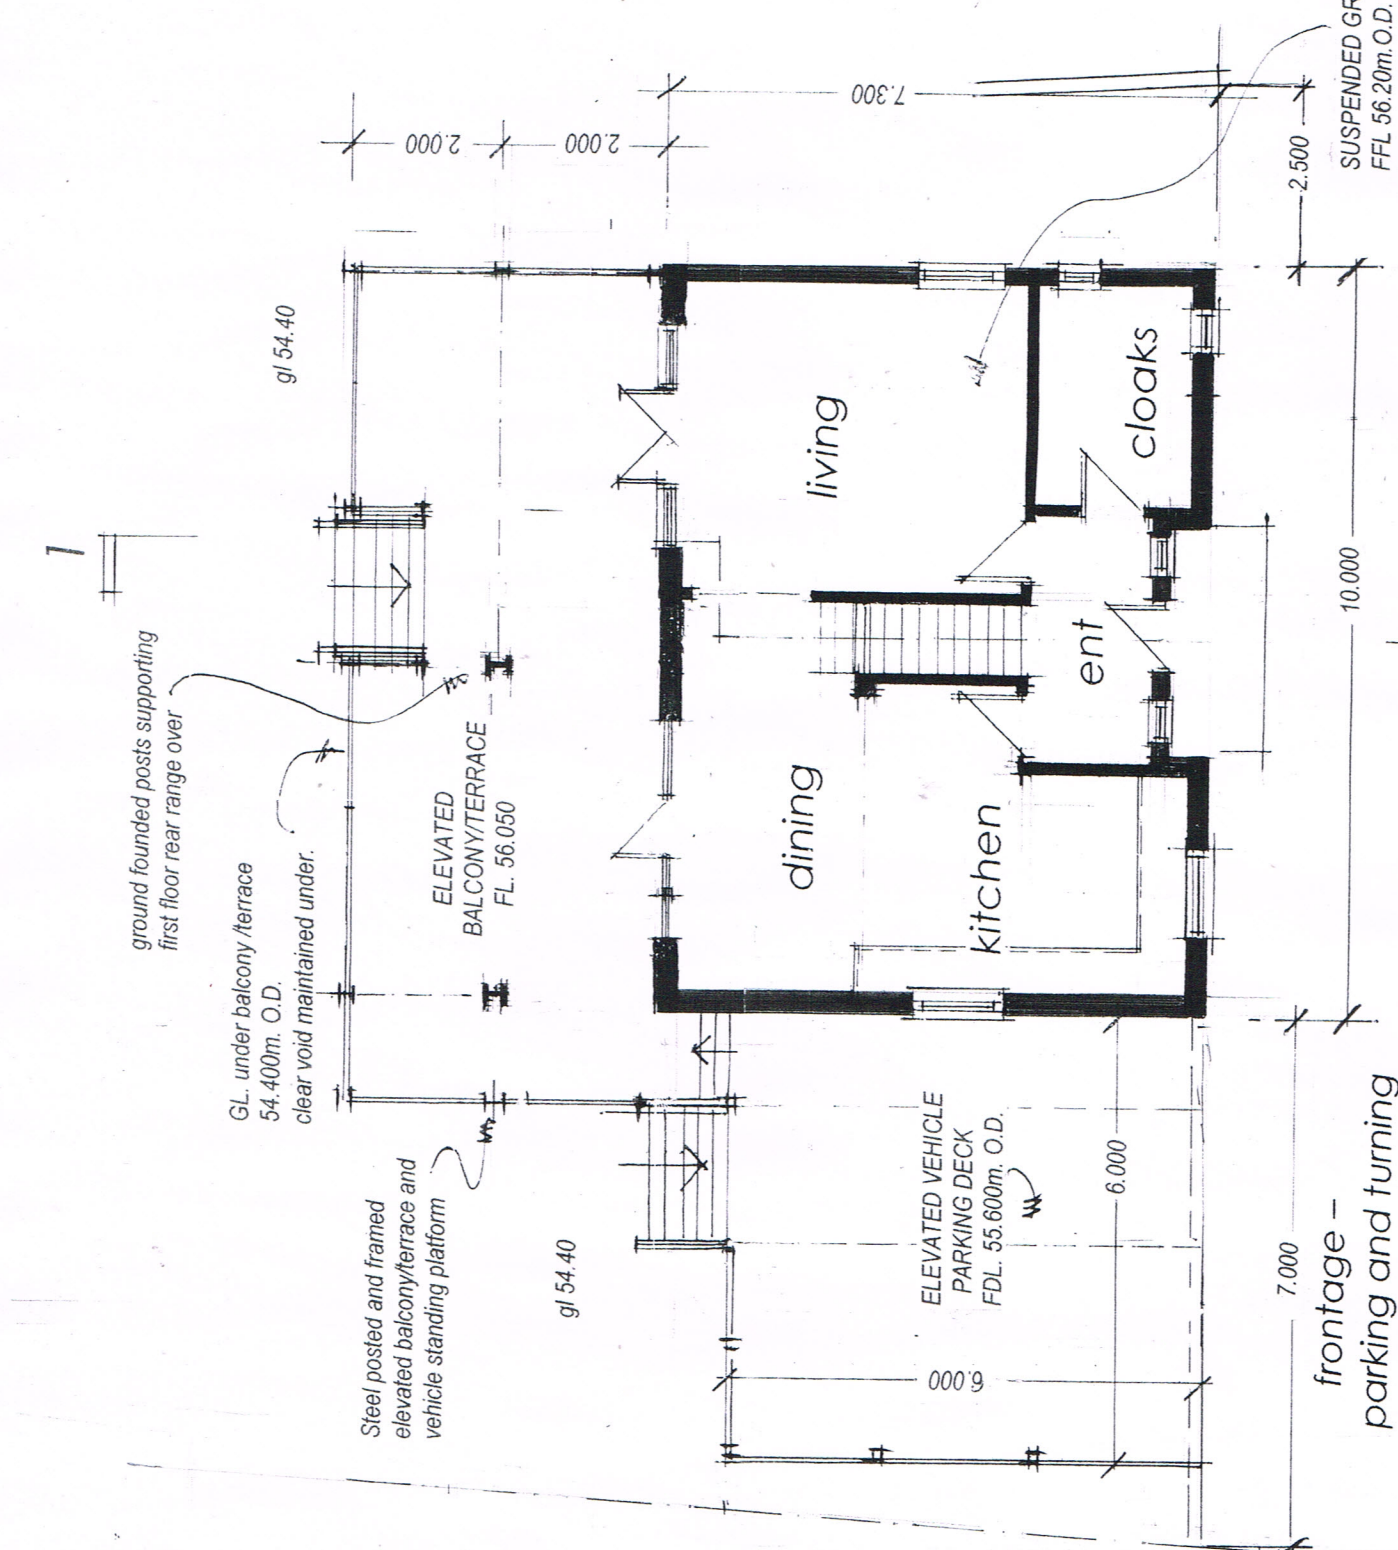 1
ground founded posts supporting
first floor rear range over
GL. under balcony /terrace
54.400m. O.D.
clear void maintained under.
Steel posted and framed
elevated balcony/terrace and
vehicle standing platform
gl 54.40
gl 54.40
ELEVATED
BALCONY/TERRACE
FL. 56.050
2.000
2.000
7.300
living
dining
kitchen
ent
cloaks
ELEVATED VEHICLE
PARKING DECK
FDL. 55.600m. O.D.
6.000
6.000
7.000
10.000
2.500
SUSPENDED GR
FFL 56.20m. O.D.
frontage –
parking and turning